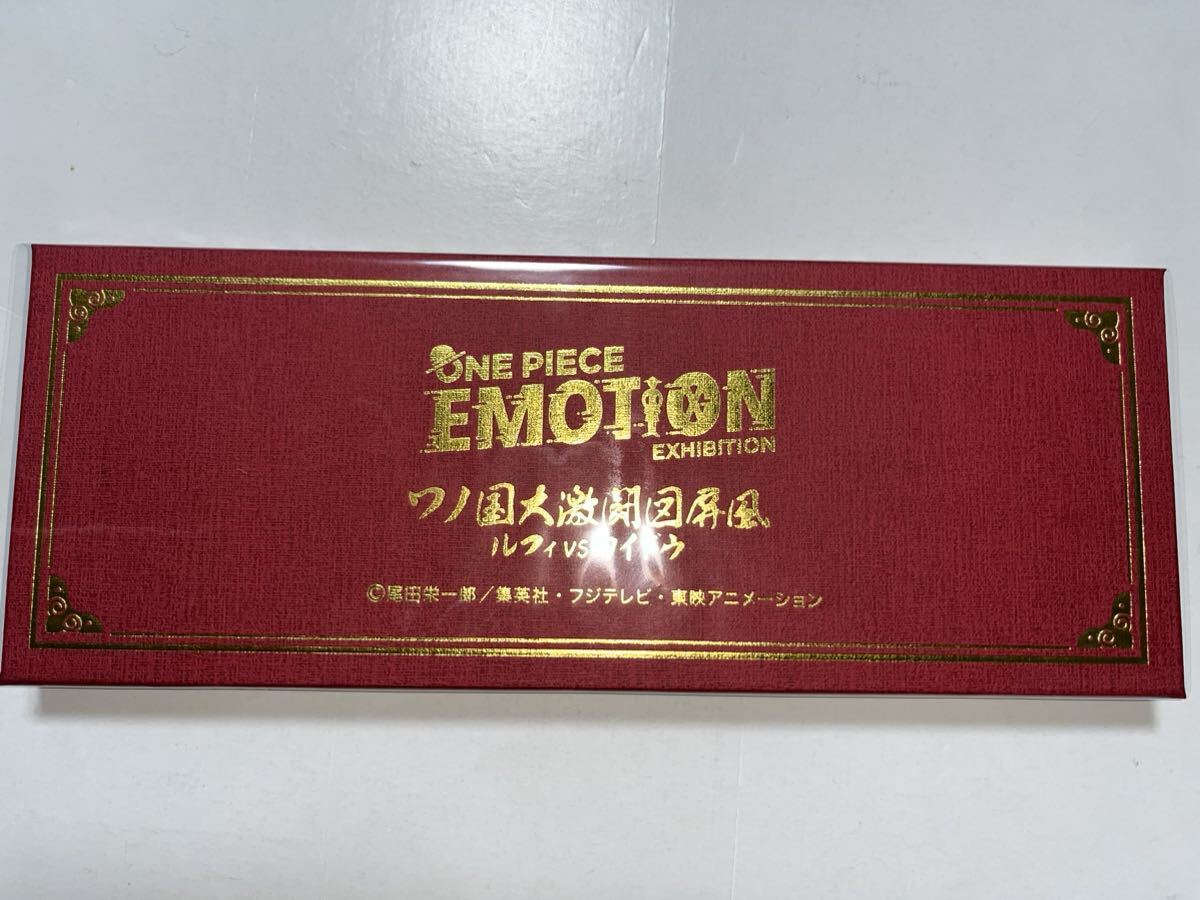 ONE PIECE
EMOTION
EXHIBITION
ワノ国大激闘図屏風
ルフィVSカイドウ
©尾田栄一郎／集英社・フジテレビ・東映アニメーション